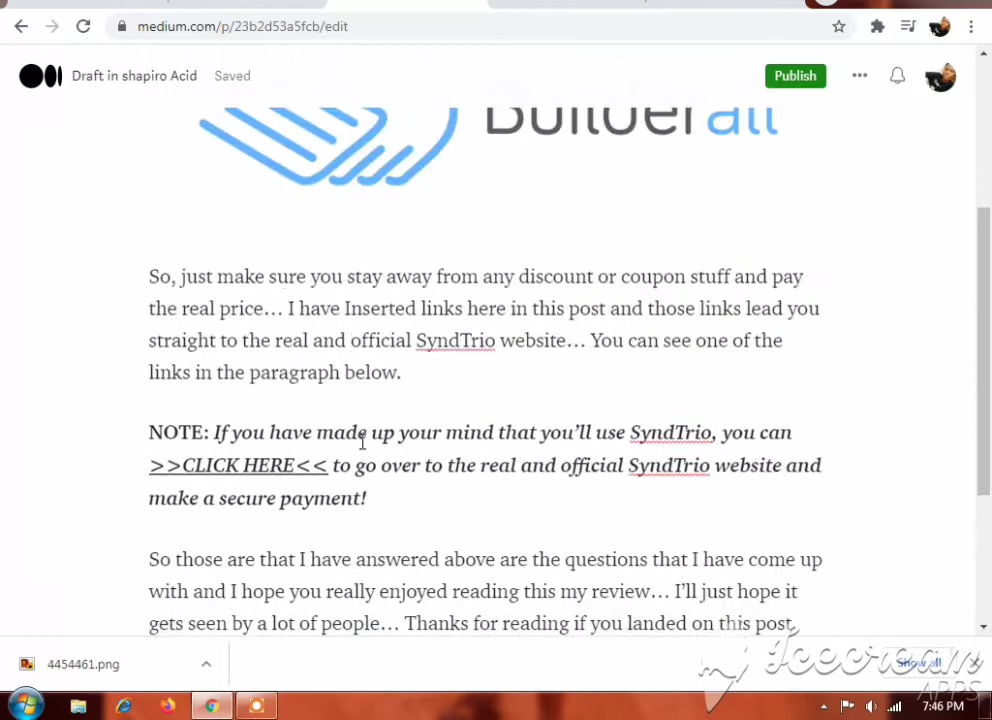 medium.com/p/23b2d53a5fcb/edit
Draft in shapiro Acid Saved
Publish
Builderall
So, just make sure you stay away from any discount or coupon stuff and pay
the real price… I have Inserted links here in this post and those links lead you
straight to the real and official SyndTrio website… You can see one of the
links in the paragraph below.
NOTE: If you have made up your mind that you’ll use SyndTrio, you can
>>CLICK HERE<< to go over to the real and official SyndTrio website and
make a secure payment!
So those are that I have answered above are the questions that I have come up
with and I hope you really enjoyed reading this my review… I’ll just hope it
gets seen by a lot of people… Thanks for reading if you landed on this post
4454461.png
Show all
Icecream
APPS
7:46 PM